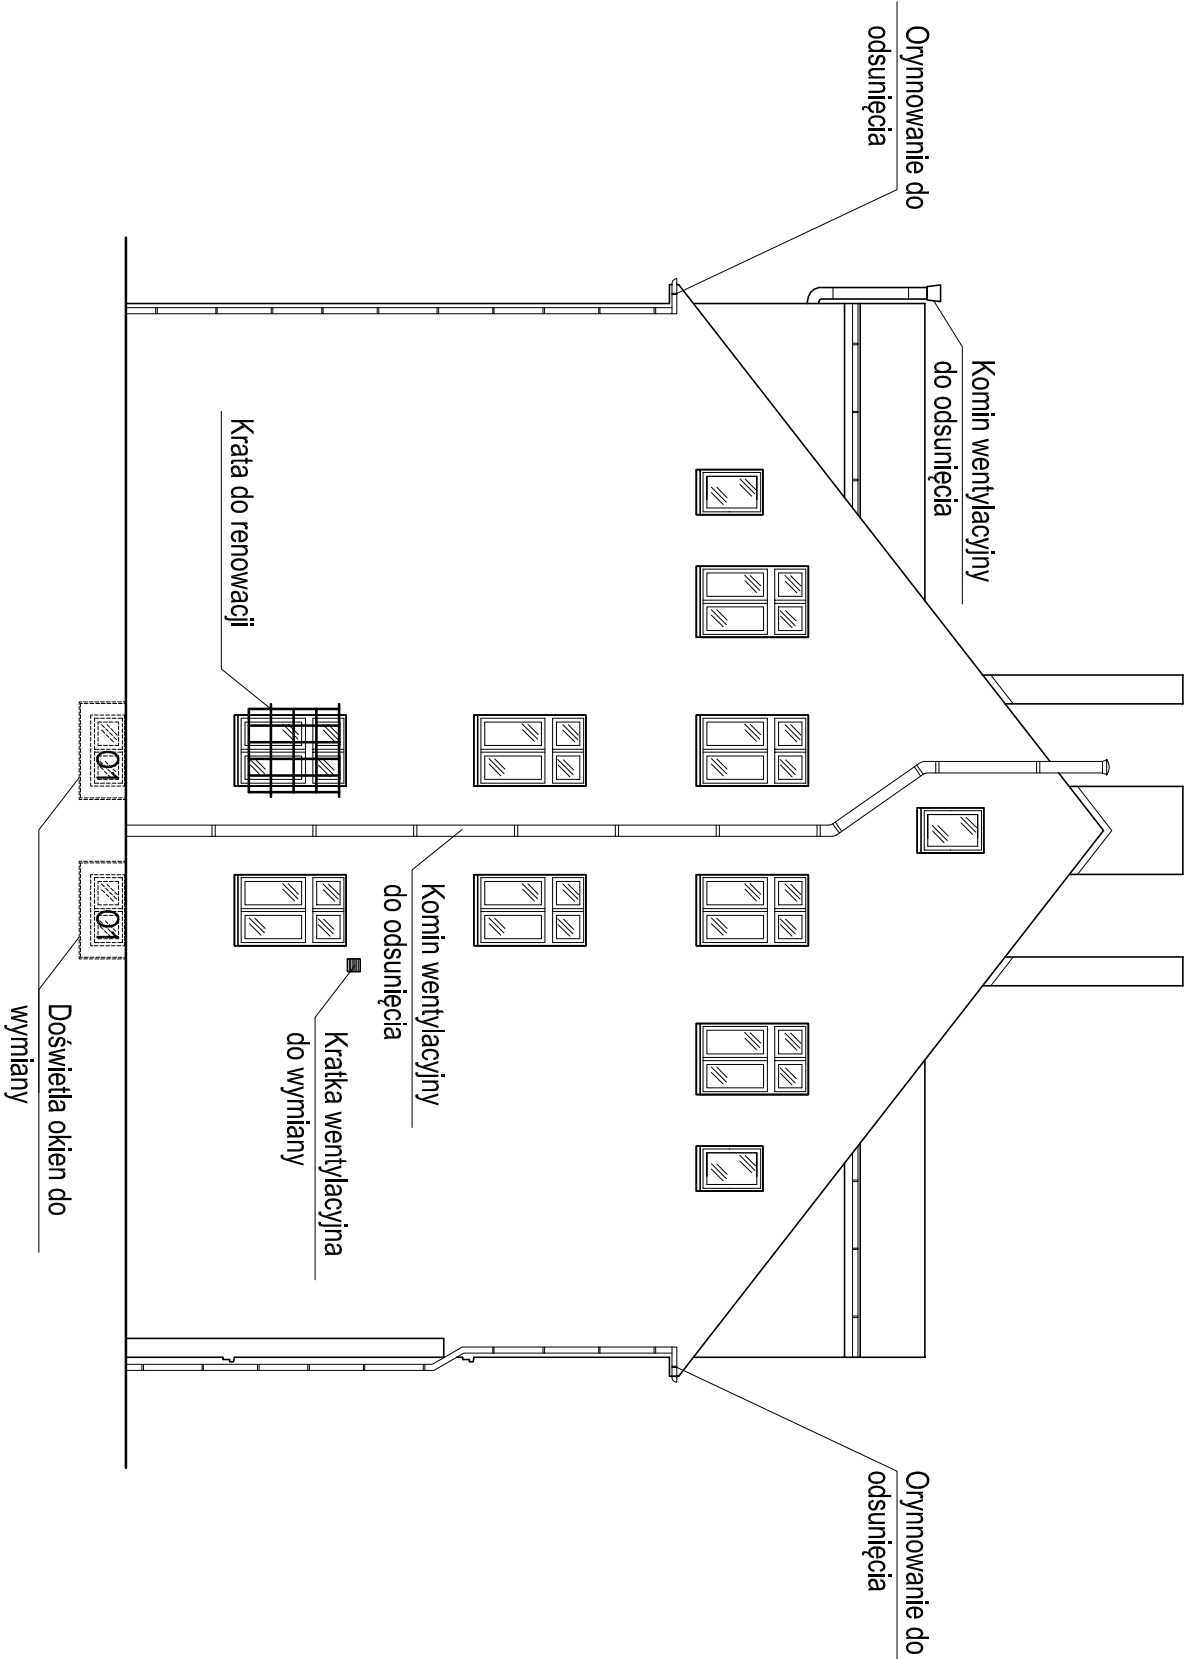 Orynnowanie do
odsunięcia
Komin wentylacyjny
do odsunięcia
Krata do renowacji
Komin wentylacyjny
do odsunięcia
Kratka wentylacyjna
do wymiany
O1
O1
Doświetla okien do
wymiany
Orynnowanie do
odsunięcia